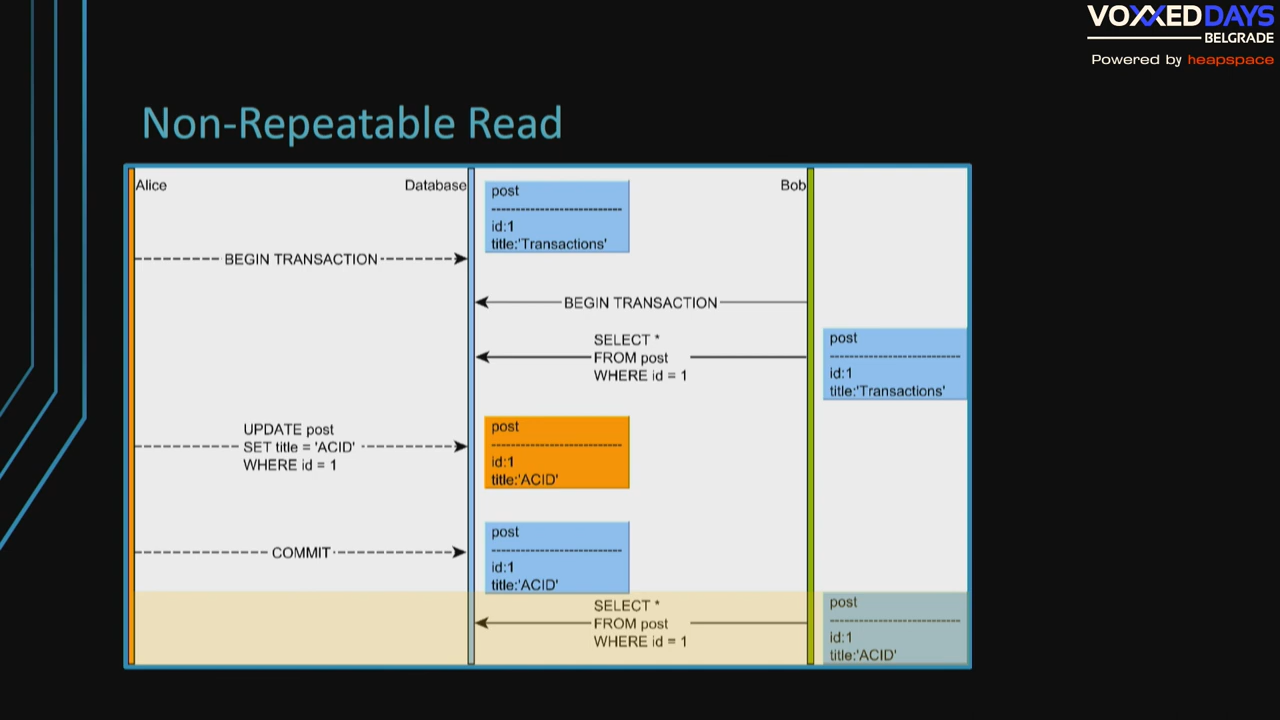 VOXXED DAYS
BELGRADE
Powered by heapspace
Non-Repeatable Read
Alice
Database
Bob
post
------------------------------
id:1
title:'Transactions'
BEGIN TRANSACTION
BEGIN TRANSACTION
SELECT *
FROM post
WHERE id = 1
post
------------------------------
id:1
title:'Transactions'
UPDATE post
SET title = 'ACID'
WHERE id = 1
post
------------------------------
id:1
title:'ACID'
COMMIT
post
------------------------------
id:1
title:'ACID'
SELECT *
FROM post
WHERE id = 1
post
------------------------------
id:1
title:'ACID'